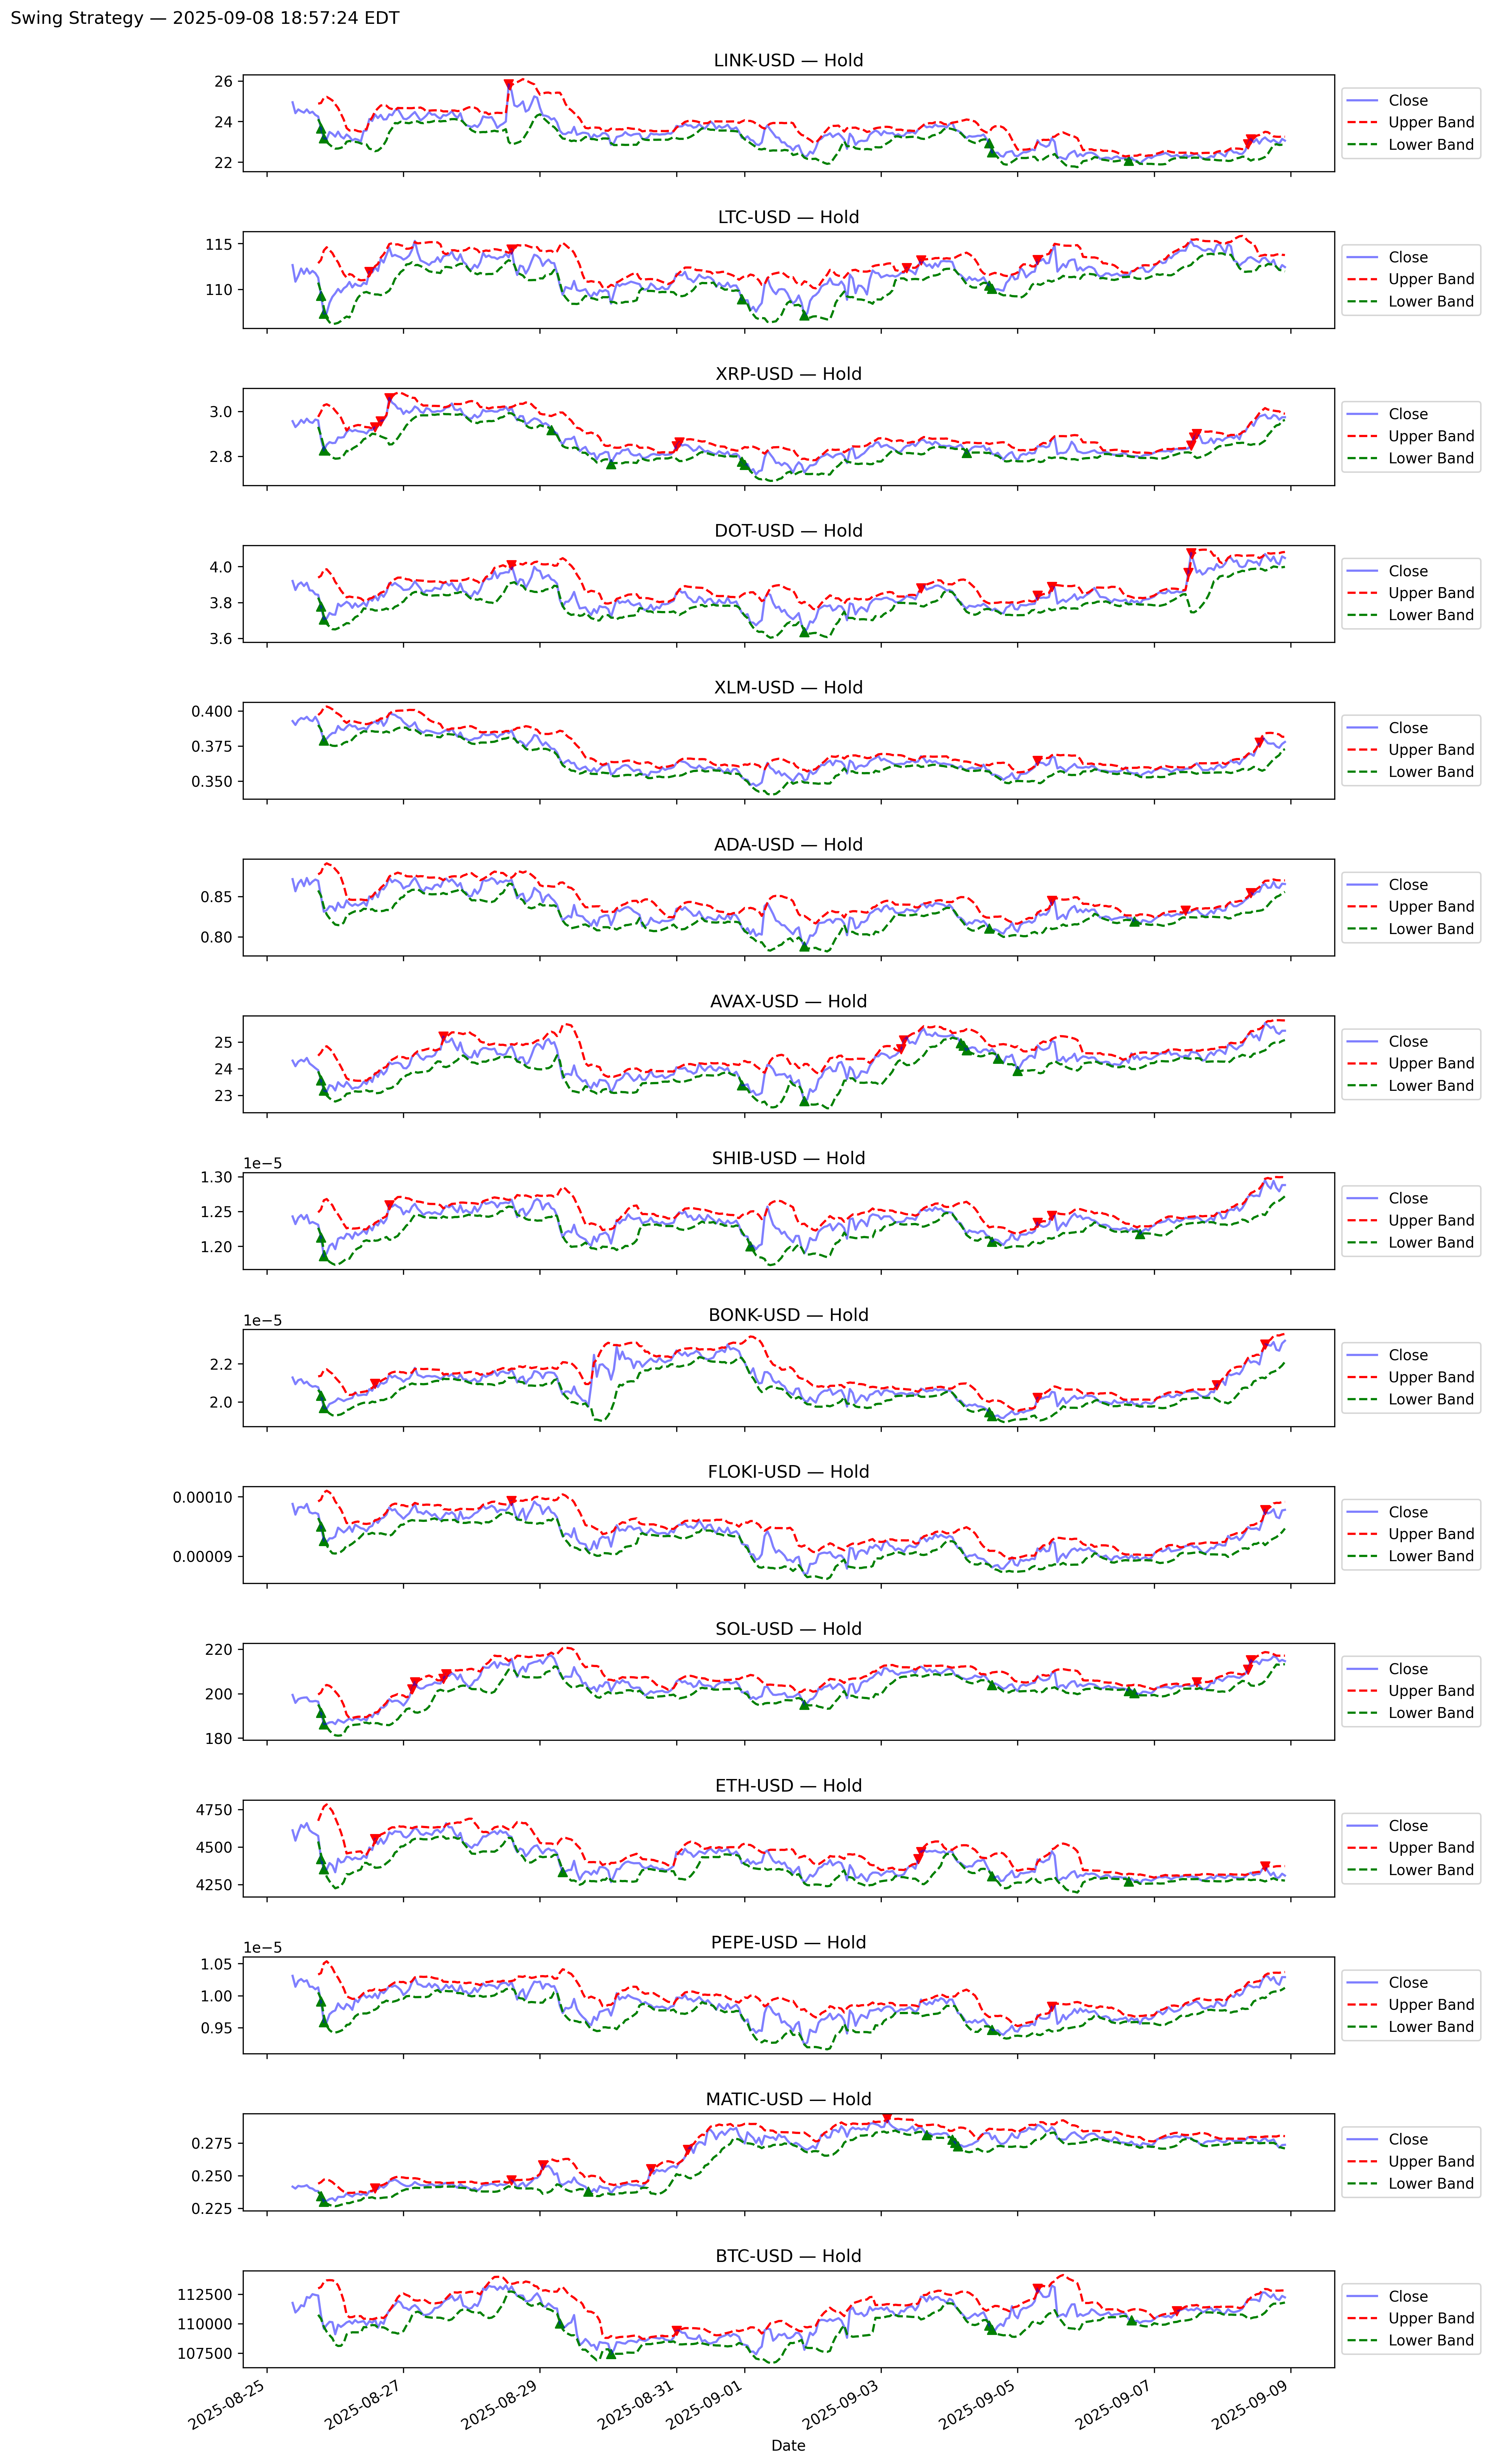 Swing Strategy — 2025-09-08 18:57:24 EDT
LINK-USD — Hold
26
24
22
Close
Upper Band
Lower Band
LTC-USD — Hold
115
110
Close
Upper Band
Lower Band
XRP-USD — Hold
3.0
2.8
Close
Upper Band
Lower Band
DOT-USD — Hold
4.0
3.8
3.6
Close
Upper Band
Lower Band
XLM-USD — Hold
0.400
0.375
0.350
Close
Upper Band
Lower Band
ADA-USD — Hold
0.85
0.80
Close
Upper Band
Lower Band
AVAX-USD — Hold
25
24
23
Close
Upper Band
Lower Band
SHIB-USD — Hold
1e−5
1.30
1.25
1.20
Close
Upper Band
Lower Band
BONK-USD — Hold
1e−5
2.2
2.0
Close
Upper Band
Lower Band
FLOKI-USD — Hold
0.00010
0.00009
Close
Upper Band
Lower Band
SOL-USD — Hold
220
200
180
Close
Upper Band
Lower Band
ETH-USD — Hold
4750
4500
4250
Close
Upper Band
Lower Band
PEPE-USD — Hold
1e−5
1.05
1.00
0.95
Close
Upper Band
Lower Band
MATIC-USD — Hold
0.275
0.250
0.225
Close
Upper Band
Lower Band
BTC-USD — Hold
112500
110000
107500
Close
Upper Band
Lower Band
2025-08-25
2025-08-27
2025-08-29
2025-08-31
2025-09-01
2025-09-03
2025-09-05
2025-09-07
2025-09-09
Date